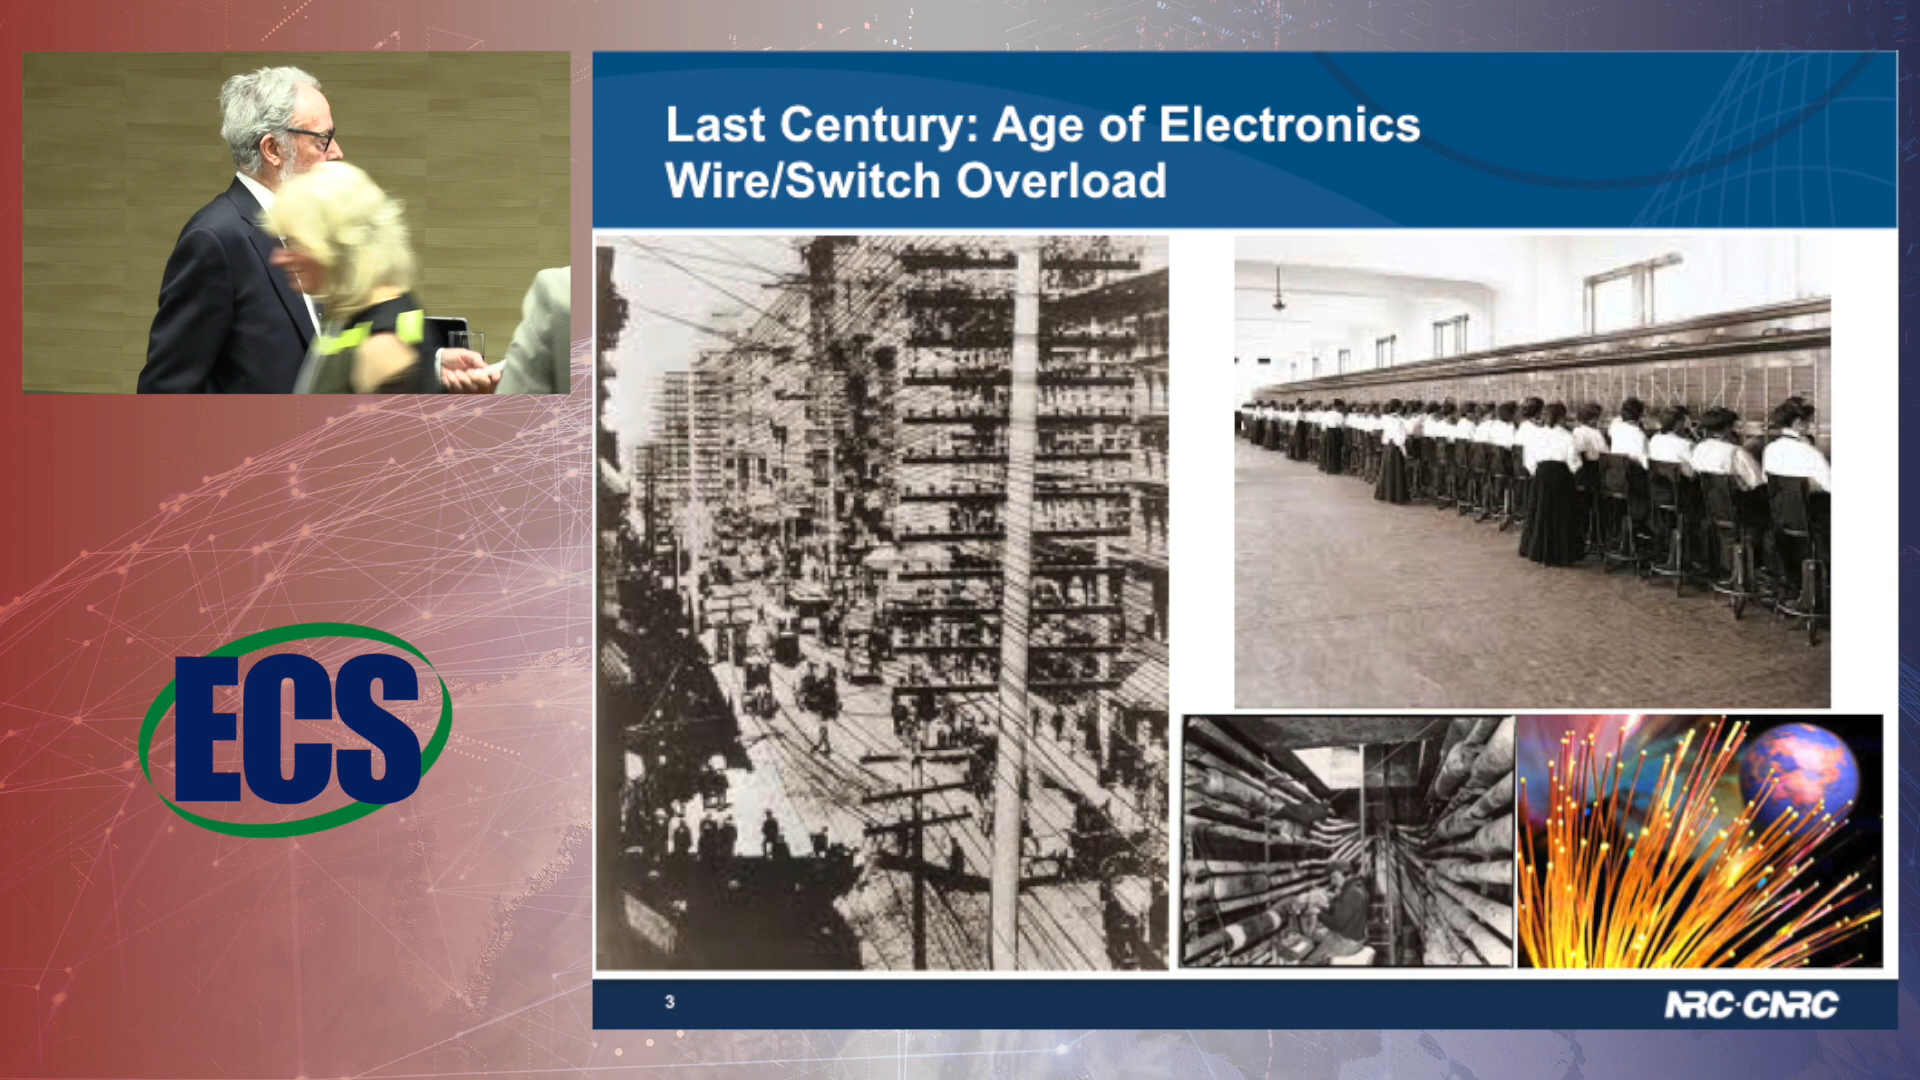 Last Century: Age of Electronics
Wire/Switch Overload
ECS
3
NRC·CNRC